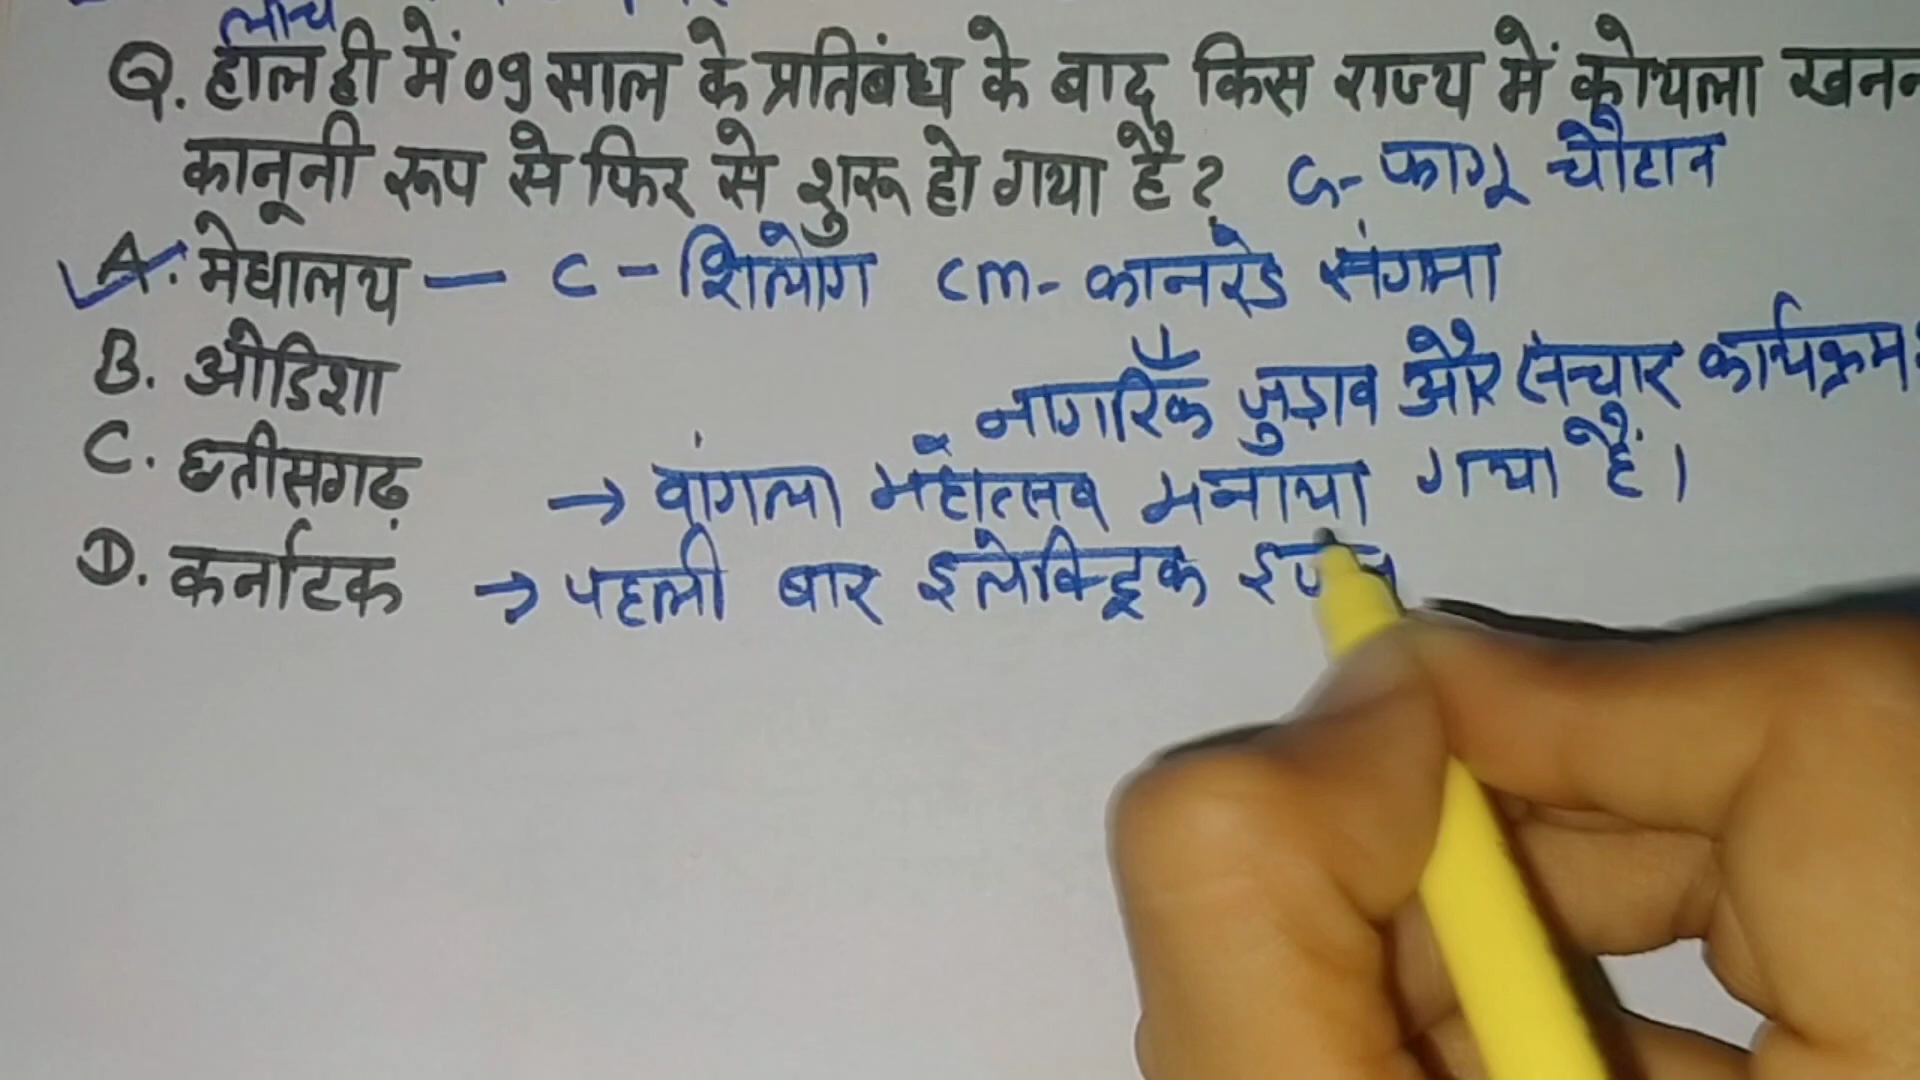 लॉच
Q. हाल ही में 09 साल के प्रतिबंध के बाद किस राज्य में कोयला खनन
कानूनी रूप से फिर से शुरू हो गया है? G- फागू चौहान
A. मेघालय — C - शिलोंग CM- कानरेड संगमा
B. ओडिशा
नागरिक जुड़ाव और संचार कार्यक्रम
C. छत्तीसगढ़
→ वांगला महोत्सव मनाया गया है।
D. कर्नाटक → पहली बार इलेक्ट्रिक